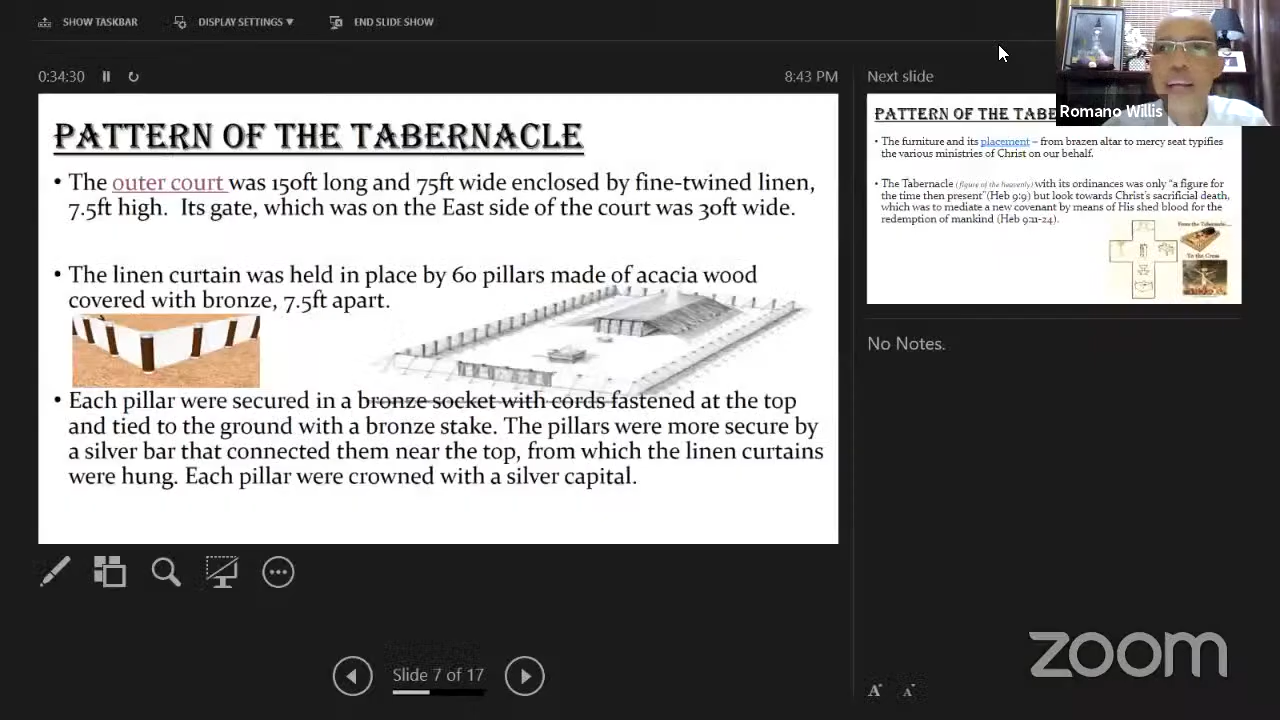 SHOW TASKBAR
DISPLAY SETTINGS ▼
END SLIDE SHOW
0:34:30
8:43 PM
PATTERN OF THE TABERNACLE
• The outer court was 150ft long and 75ft wide enclosed by fine-twined linen,
7.5ft high. Its gate, which was on the East side of the court was 30ft wide.
• The linen curtain was held in place by 60 pillars made of acacia wood
covered with bronze, 7.5ft apart.
• Each pillar were secured in a bronze socket with cords fastened at the top
and tied to the ground with a bronze stake. The pillars were more secure by
a silver bar that connected them near the top, from which the linen curtains
were hung. Each pillar were crowned with a silver capital.
Slide 7 of 17
Next slide
Romano Willis
PATTERN OF THE TABE
• The furniture and its placement – from brazen altar to mercy seat typifies
the various ministries of Christ on our behalf.
• The Tabernacle (figure of the heavenly) with its ordinances was only "a figure for
the time then present"(Heb 9:9) but look towards Christ's sacrificial death,
which was to mediate a new covenant by means of His shed blood for the
redemption of mankind (Heb 9:11-24).
From the Tabernacle....
To the Cross
No Notes.
A A
zoom